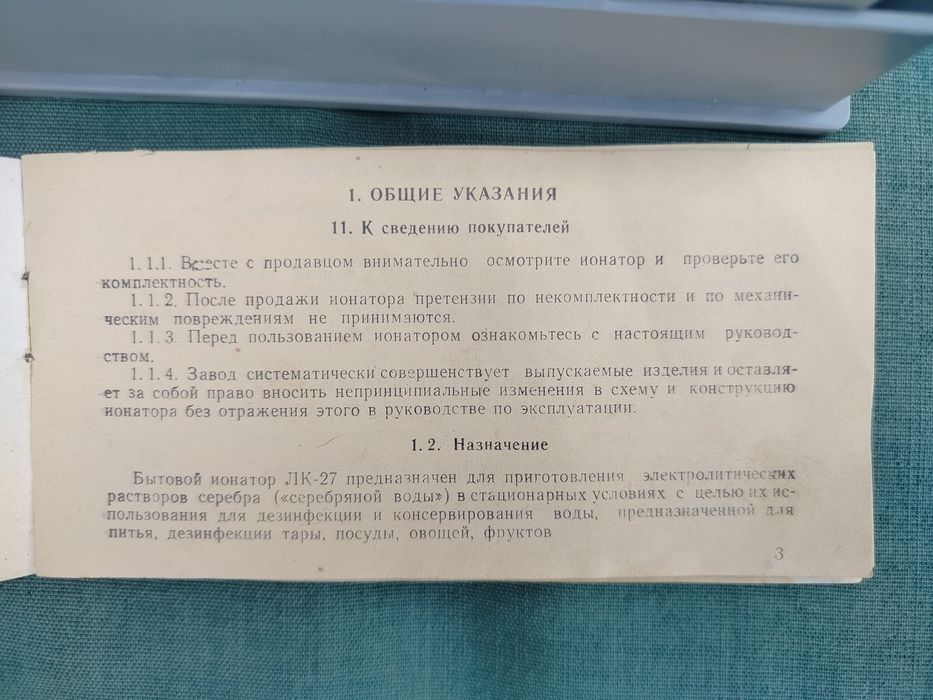 1. ОБЩИЕ УКАЗАНИЯ
11. К сведению покупателей
1.1.1. Вместе с продавцом внимательно осмотрите ионатор и проверьте его
комплектность.
1.1.2. После продажи ионатора претензии по некомплектности и по механи-
ческим повреждениям не принимаются.
1.1.3. Перед пользованием ионатором ознакомьтесь с настоящим руковод-
ством.
1.1.4. Завод систематически совершенствует выпускаемые изделия и оставля-
ет за собой право вносить непринципиальные изменения в схему и конструкцию
ионатора без отражения этого в руководстве по эксплуатации.
1.2. Назначение
Бытовой ионатор ЛК-27 предназначен для приготовления электролитических
растворов серебра («серебряной воды») в стационарных условиях с целью их ис-
пользования для дезинфекции и консервирования воды, предназначенной для
питья, дезинфекции тары, посуды, овощей, фруктов
3